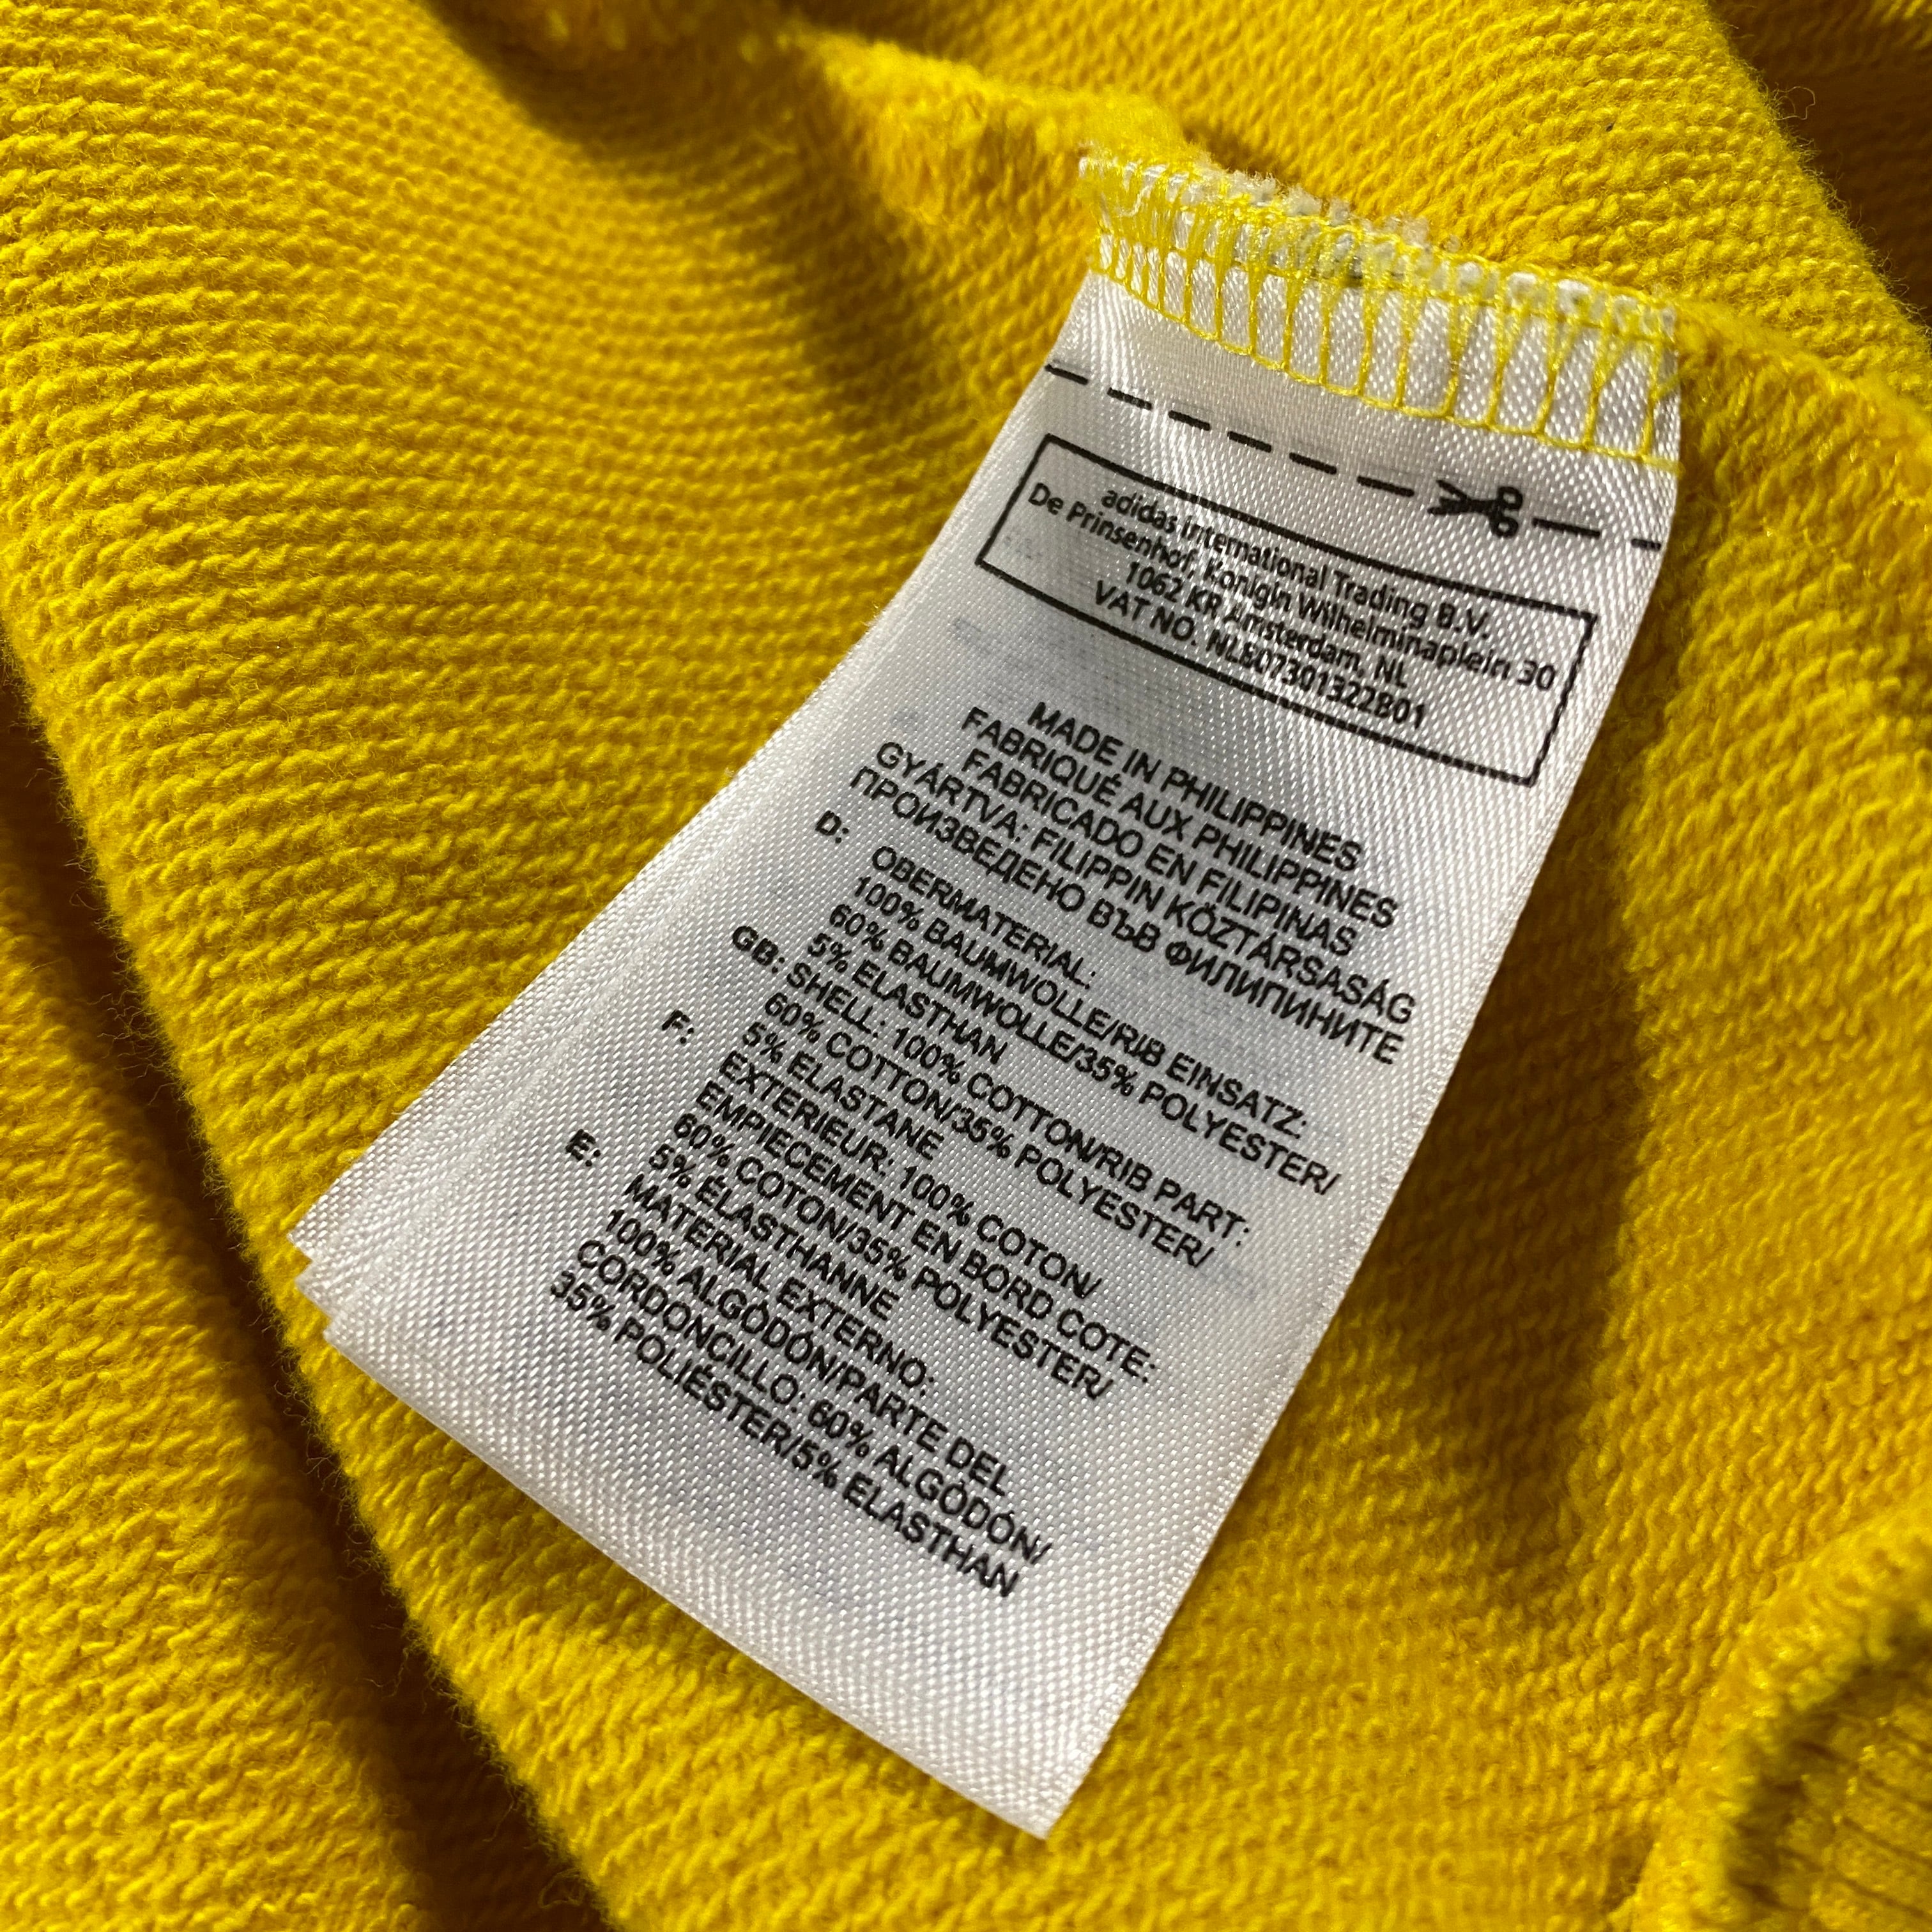 adidas International Trading B.V.
De Prinsenhof, Konigin Wilhelminaplein 30
1062 KR Amsterdam, NL
VAT NO. NL807301322B01
MADE IN PHILIPPINES
FABRIQUÉ AUX PHILIPPINES
FABRICADO EN FILIPINAS
GYÁRTVA: FILIPPIN KÖZTÁRSASÁG
ПРОИЗВЕДЕНО ВЪВ ФИЛИПИНИТЕ
D: OBERMATERIAL:
100% BAUMWOLLE/RIB EINSATZ:
60% BAUMWOLLE/35% POLYESTER/
5% ELASTHAN
GB: SHELL: 100% COTTON/RIB PART:
60% COTTON/35% POLYESTER/
5% ELASTANE
F: EXTERIEUR: 100% COTON/
EMPIECEMENT EN BORD COTE:
60% COTON/35% POLYESTER/
5% ÉLASTHANNE
E: MATERIAL EXTERNO:
100% ALGODÓN/PARTE DEL
CORDONCILLO: 60% ALGODÓN/
35% POLIÉSTER/5% ELASTHAN